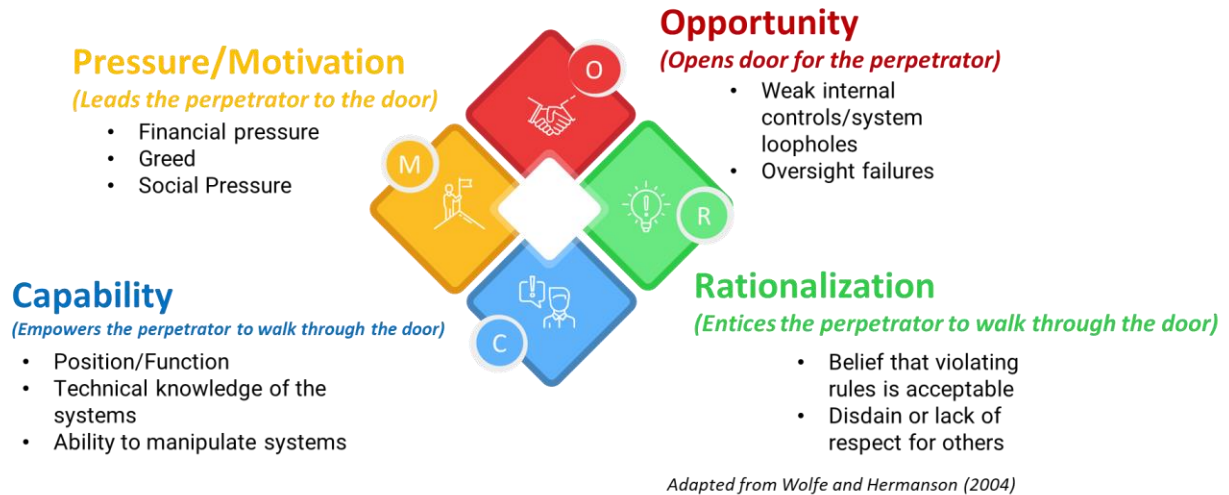 Pressure/Motivation
(Leads the perpetrator to the door)
• Financial pressure
• Greed
• Social Pressure
Opportunity
(Opens door for the perpetrator)
• Weak internal
controls/system
loopholes
• Oversight failures
O
M
R
C
Capability
(Empowers the perpetrator to walk through the door)
• Position/Function
• Technical knowledge of the
systems
• Ability to manipulate systems
Rationalization
(Entices the perpetrator to walk through the door)
• Belief that violating
rules is acceptable
• Disdain or lack of
respect for others
Adapted from Wolfe and Hermanson (2004)